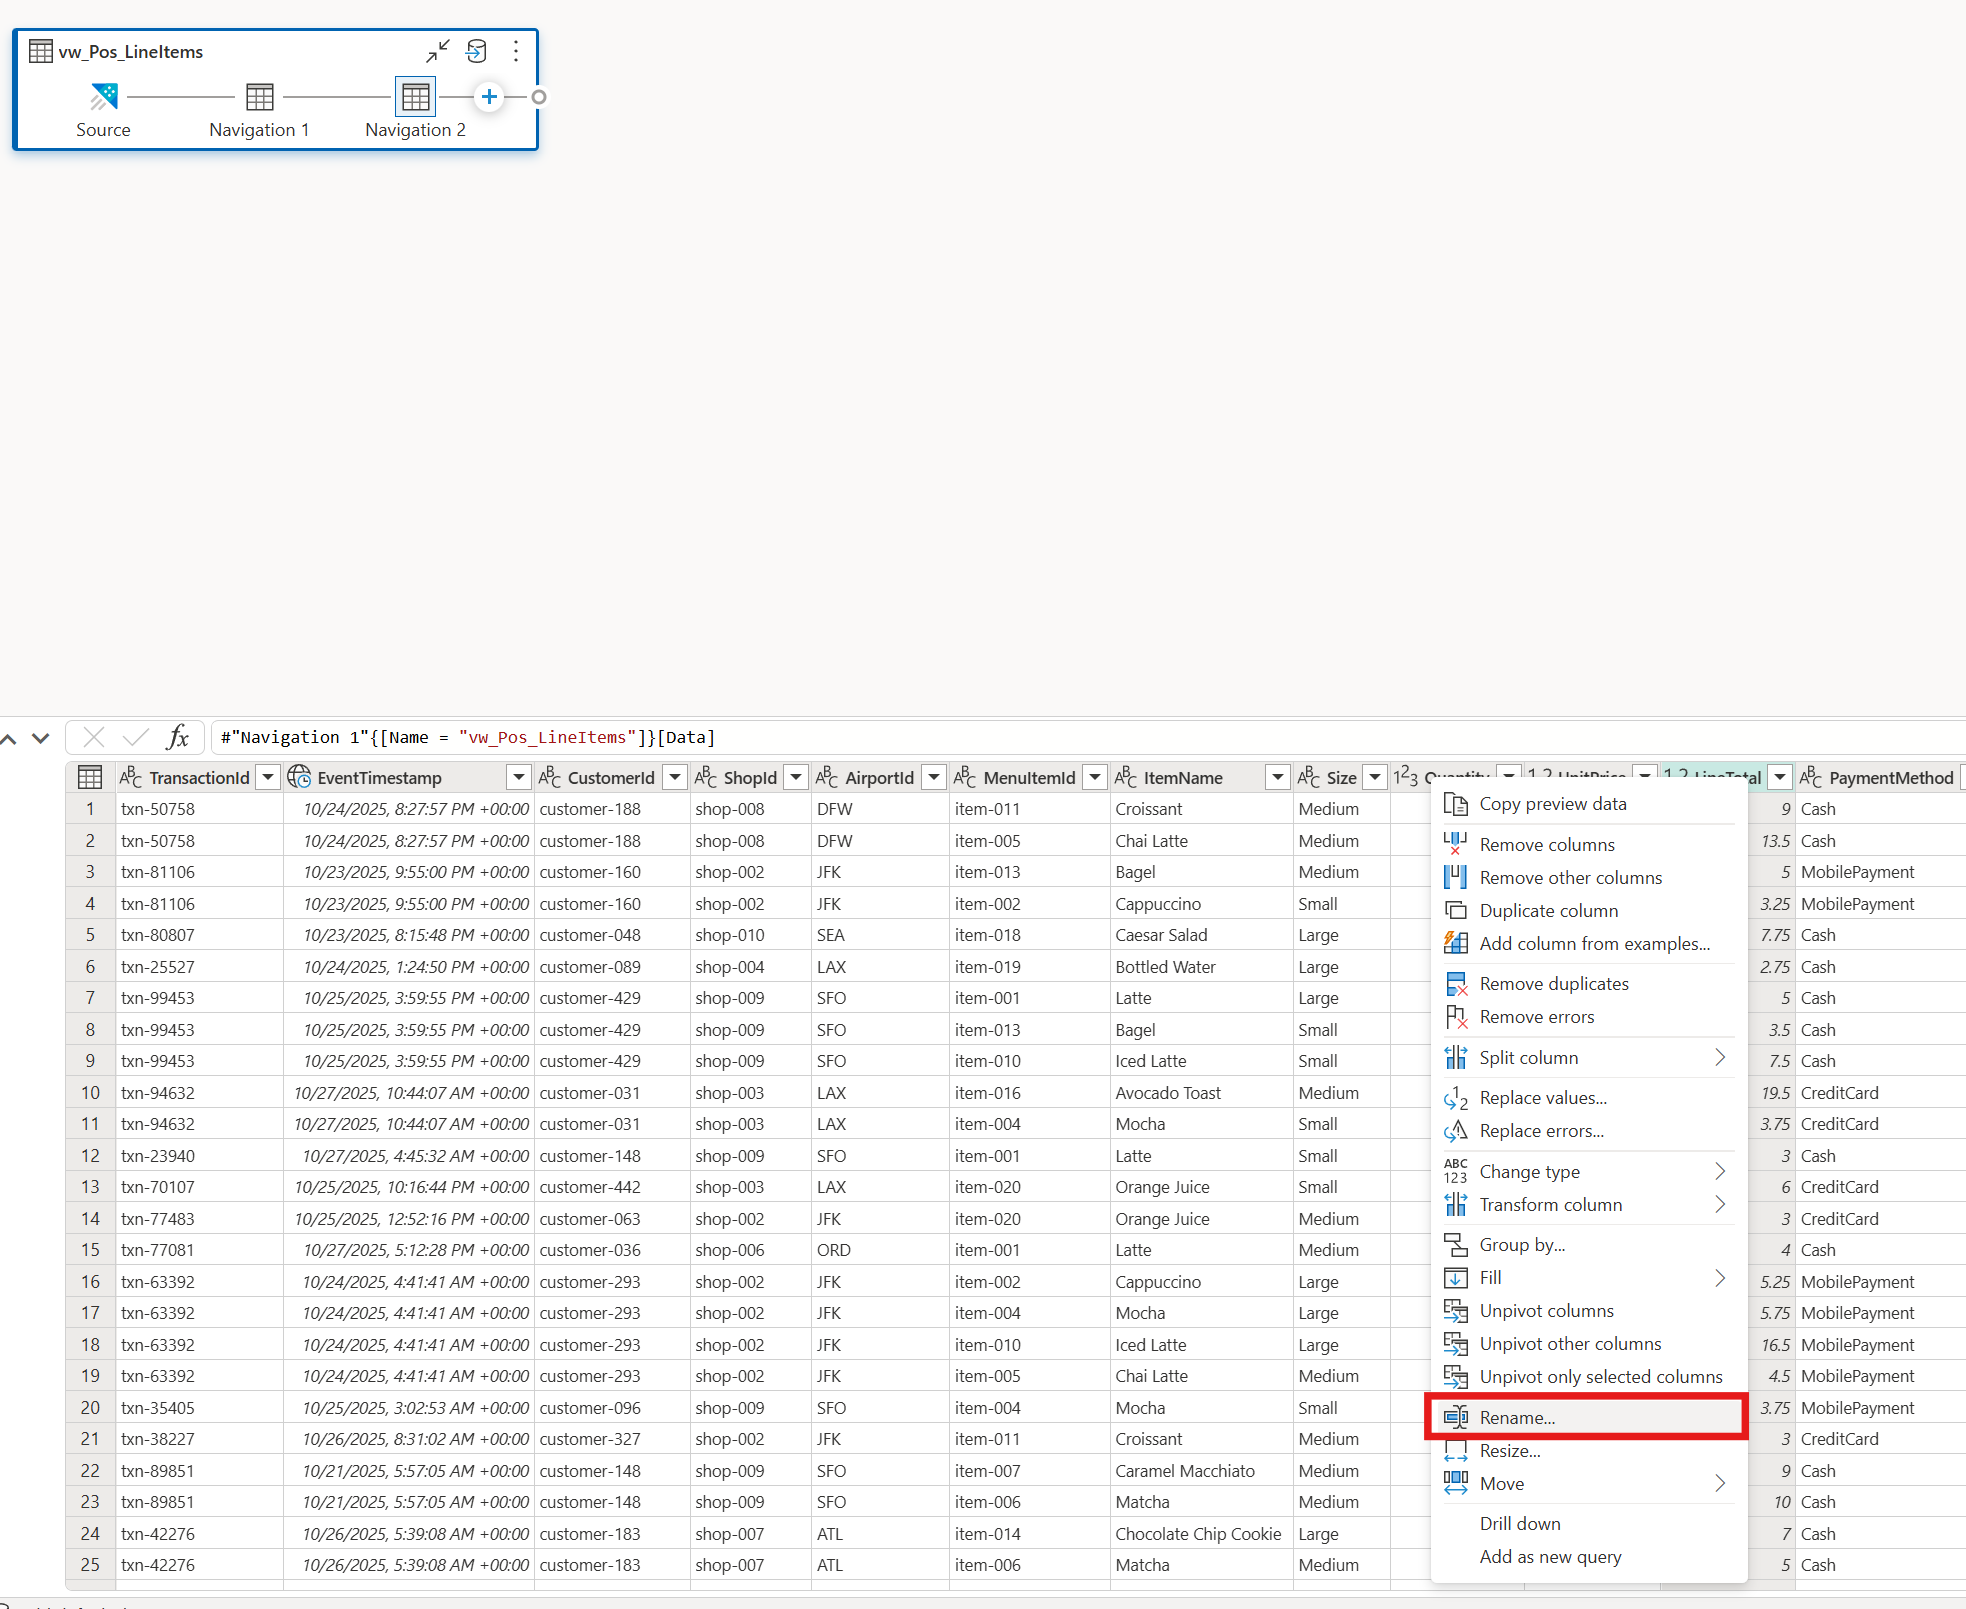 vw_Pos_LineItems
Source Navigation 1 Navigation 2
fx #"Navigation 1"{[Name = "vw_Pos_LineItems"]}[Data]
TransactionId EventTimestamp CustomerId ShopId AirportId MenuItemId ItemName Size Quantity UnitPrice LineTotal PaymentMethod
1 txn-50758 10/24/2025, 8:27:57 PM +00:00 customer-188 shop-008 DFW item-011 Croissant Medium 9 Cash
2 txn-50758 10/24/2025, 8:27:57 PM +00:00 customer-188 shop-008 DFW item-005 Chai Latte Medium 13.5 Cash
3 txn-81106 10/23/2025, 9:55:00 PM +00:00 customer-160 shop-002 JFK item-013 Bagel Medium 5 MobilePayment
4 txn-81106 10/23/2025, 9:55:00 PM +00:00 customer-160 shop-002 JFK item-002 Cappuccino Small 3.25 MobilePayment
5 txn-80807 10/23/2025, 8:15:48 PM +00:00 customer-048 shop-010 SEA item-018 Caesar Salad Large 7.75 Cash
6 txn-25527 10/24/2025, 1:24:50 PM +00:00 customer-089 shop-004 LAX item-019 Bottled Water Large 2.75 Cash
7 txn-99453 10/25/2025, 3:59:55 PM +00:00 customer-429 shop-009 SFO item-001 Latte Large 5 Cash
8 txn-99453 10/25/2025, 3:59:55 PM +00:00 customer-429 shop-009 SFO item-013 Bagel Small 3.5 Cash
9 txn-99453 10/25/2025, 3:59:55 PM +00:00 customer-429 shop-009 SFO item-010 Iced Latte Small 7.5 Cash
10 txn-94632 10/27/2025, 10:44:07 AM +00:00 customer-031 shop-003 LAX item-016 Avocado Toast Medium 19.5 CreditCard
11 txn-94632 10/27/2025, 10:44:07 AM +00:00 customer-031 shop-003 LAX item-004 Mocha Small 3.75 CreditCard
12 txn-23940 10/27/2025, 4:45:32 AM +00:00 customer-148 shop-009 SFO item-001 Latte Small 3 Cash
13 txn-70107 10/25/2025, 10:16:44 PM +00:00 customer-442 shop-003 LAX item-020 Orange Juice Small 6 CreditCard
14 txn-77483 10/25/2025, 12:52:16 PM +00:00 customer-063 shop-002 JFK item-020 Orange Juice Medium 3 CreditCard
15 txn-77081 10/27/2025, 5:12:28 PM +00:00 customer-036 shop-006 ORD item-001 Latte Medium 4 Cash
16 txn-63392 10/24/2025, 4:41:41 AM +00:00 customer-293 shop-002 JFK item-002 Cappuccino Large 5.25 MobilePayment
17 txn-63392 10/24/2025, 4:41:41 AM +00:00 customer-293 shop-002 JFK item-004 Mocha Large 5.75 MobilePayment
18 txn-63392 10/24/2025, 4:41:41 AM +00:00 customer-293 shop-002 JFK item-010 Iced Latte Large 16.5 MobilePayment
19 txn-63392 10/24/2025, 4:41:41 AM +00:00 customer-293 shop-002 JFK item-005 Chai Latte Medium 4.5 MobilePayment
20 txn-35405 10/25/2025, 3:02:53 AM +00:00 customer-096 shop-009 SFO item-004 Mocha Small 3.75 MobilePayment
21 txn-38227 10/26/2025, 8:31:02 AM +00:00 customer-327 shop-002 JFK item-011 Croissant Medium 3 CreditCard
22 txn-89851 10/21/2025, 5:57:05 AM +00:00 customer-148 shop-009 SFO item-007 Caramel Macchiato Medium 9 Cash
23 txn-89851 10/21/2025, 5:57:05 AM +00:00 customer-148 shop-009 SFO item-006 Matcha Medium 10 Cash
24 txn-42276 10/26/2025, 5:39:08 AM +00:00 customer-183 shop-007 ATL item-014 Chocolate Chip Cookie Large 7 Cash
25 txn-42276 10/26/2025, 5:39:08 AM +00:00 customer-183 shop-007 ATL item-006 Matcha Medium 5 Cash
Copy preview data
Remove columns
Remove other columns
Duplicate column
Add column from examples...
Remove duplicates
Remove errors
Split column
Replace values...
Replace errors...
Change type
Transform column
Group by...
Fill
Unpivot columns
Unpivot other columns
Unpivot only selected columns
Rename...
Resize...
Move
Drill down
Add as new query